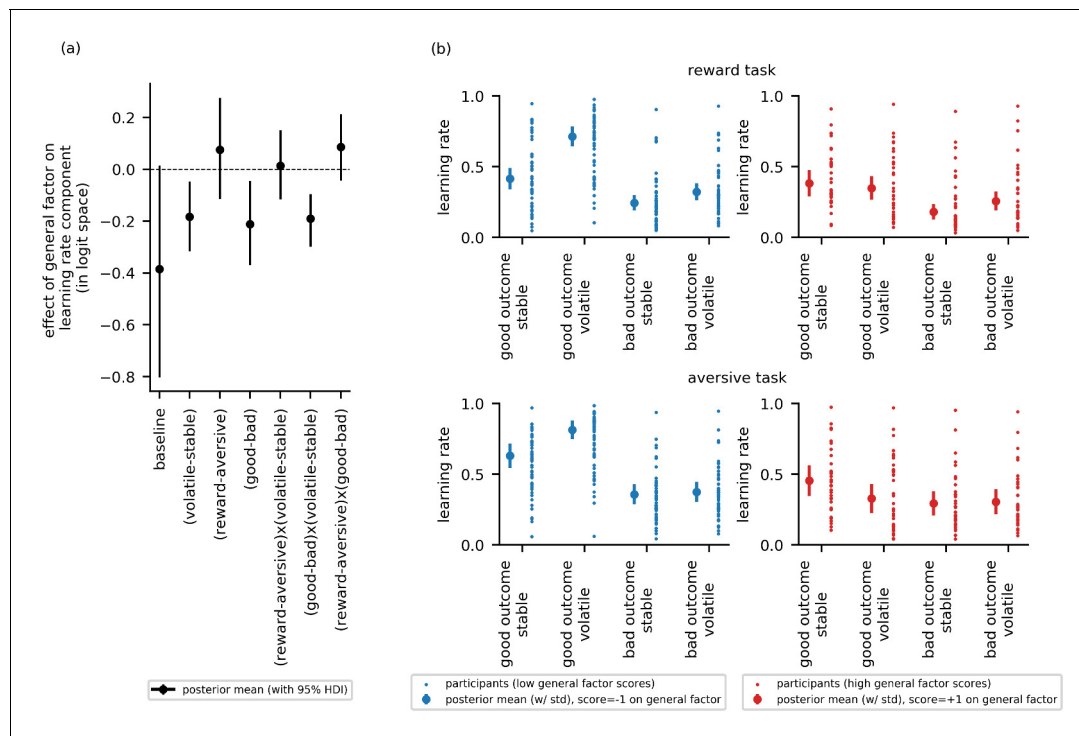 (a)
effect of general factor on
learning rate component
(in logit space)
0.2
0.0
−0.2
−0.4
−0.6
−0.8
baseline
(volatile-stable)
(reward-aversive)
(good-bad)
(reward-aversive)x(volatile-stable)
(good-bad)x(volatile-stable)
(reward-aversive)x(good-bad)
posterior mean (with 95% HDI)
(b)
reward task
learning rate
1.0
0.5
0.0
good outcome
stable
good outcome
volatile
bad outcome
stable
bad outcome
volatile
learning rate
1.0
0.5
0.0
good outcome
stable
good outcome
volatile
bad outcome
stable
bad outcome
volatile
aversive task
learning rate
1.0
0.5
0.0
good outcome
stable
good outcome
volatile
bad outcome
stable
bad outcome
volatile
learning rate
1.0
0.5
0.0
good outcome
stable
good outcome
volatile
bad outcome
stable
bad outcome
volatile
participants (low general factor scores)
posterior mean (w/ std), score=-1 on general factor
participants (high general factor scores)
posterior mean (w/ std), score=+1 on general factor